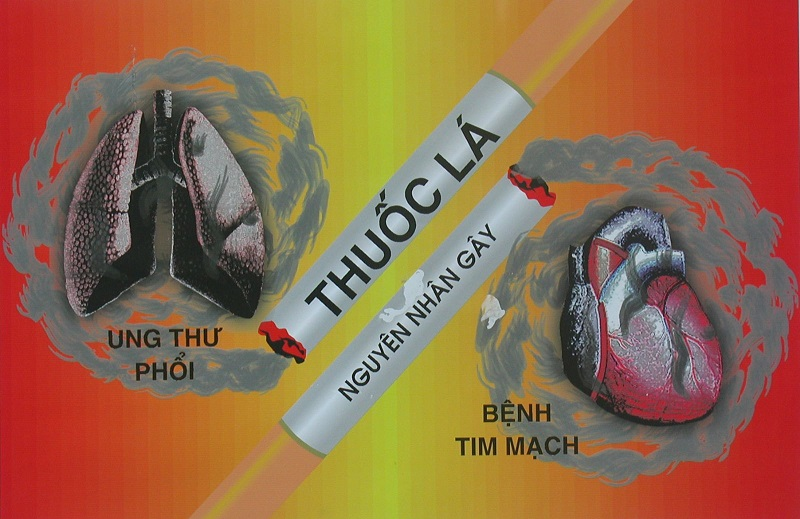 THUỐC LÁ
NGUYÊN NHÂN GÂY
UNG THƯ
PHỔI
BỆNH
TIM MẠCH